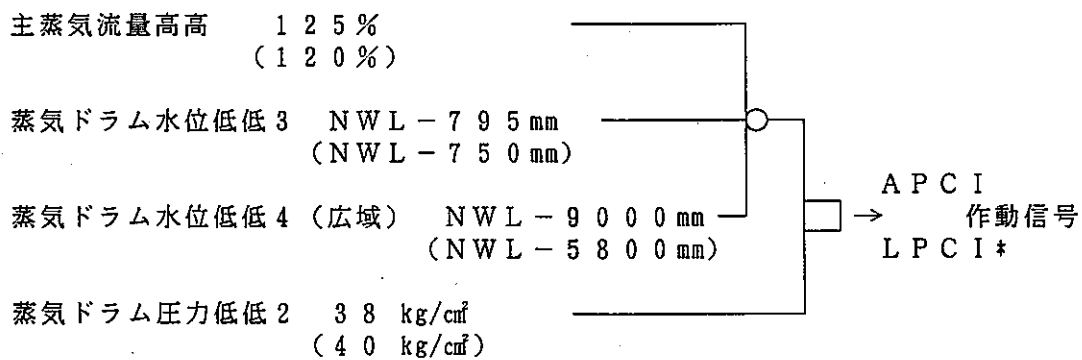 主蒸気流量高高 125%
(120%)
蒸気ドラム水位低低3 NWL-795mm
(NWL-750mm)
APCI
蒸気ドラム水位低低4(広域) NWL-9000mm → 作動信号
(NWL-5800mm) LPCI*
蒸気ドラム圧力低低2 38 kg/cm²
(40 kg/cm²)